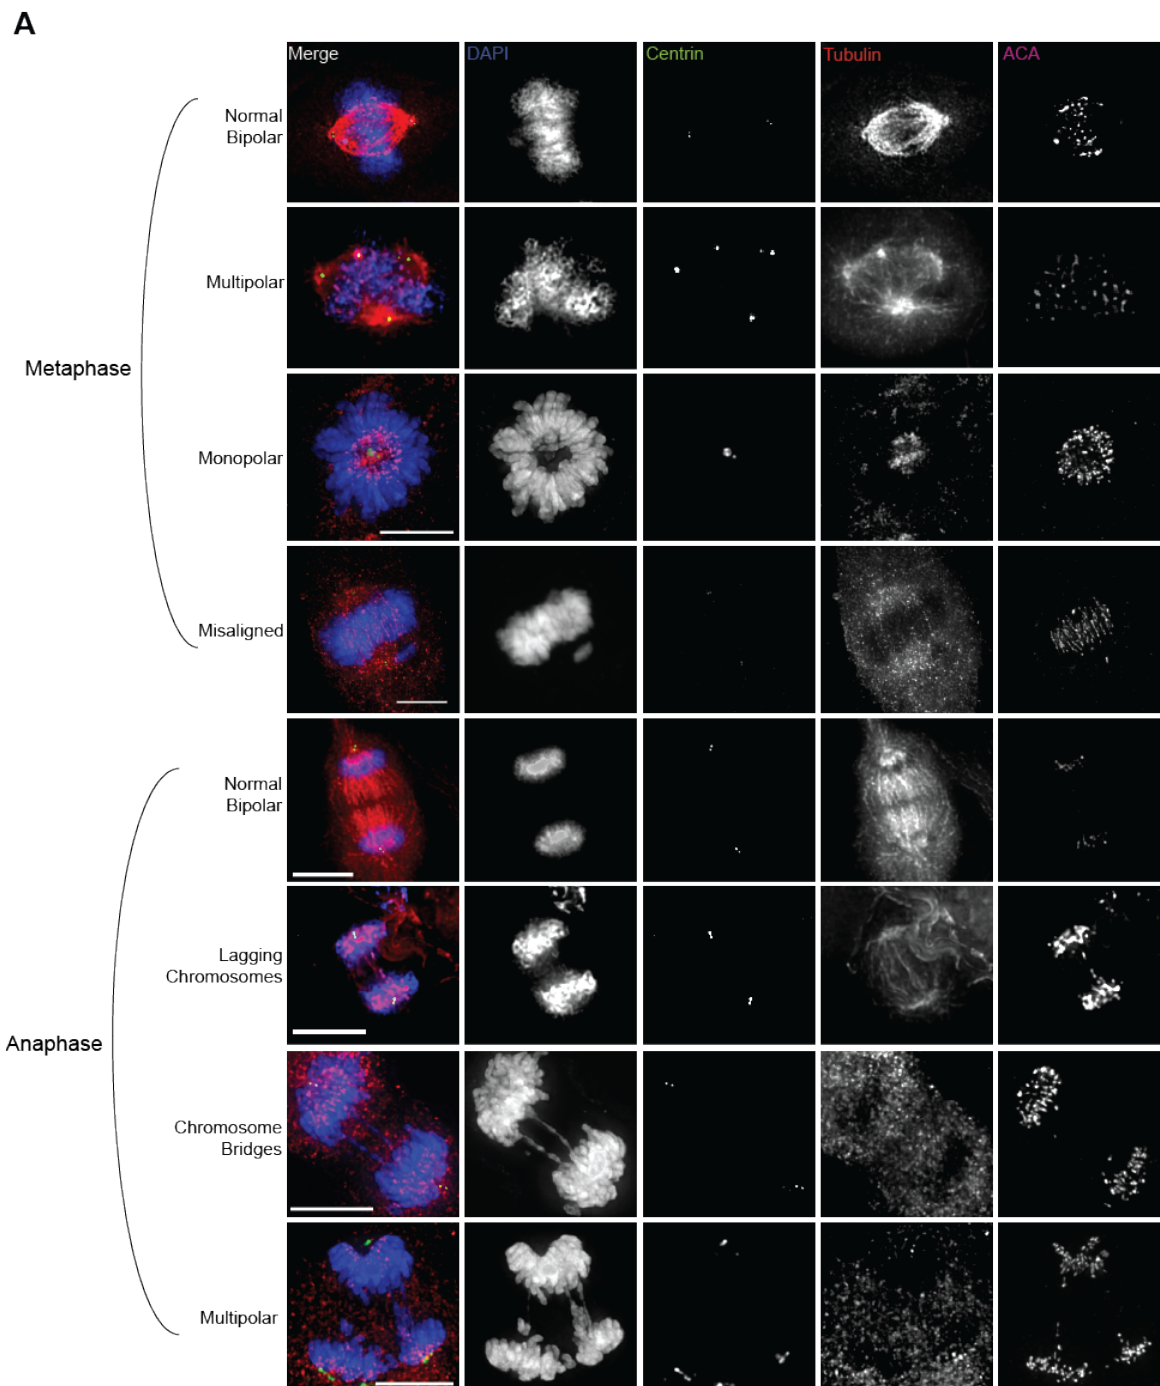 A
Merge
DAPI
Centrin
Tubulin
ACA
Normal
Bipolar
Multipolar
Metaphase
Monopolar
Misaligned
Normal
Bipolar
Lagging
Chromosomes
Anaphase
Chromosome
Bridges
Multipolar